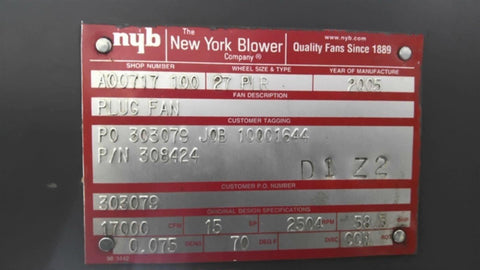 nyb The New York Blower Company® www.nyb.com Quality Fans Since 1889
SHOP NUMBER WHEEL SIZE & TYPE YEAR OF MANUFACTURE
A00717 100 27 PLR 2005
FAN DESCRIPTION
PLUG FAN
CUSTOMER TAGGING
PO 303079 JOB 10001644
P/N 308424
D1 Z2
CUSTOMER P.O. NUMBER
303079
ORIGINAL DESIGN SPECIFICATIONS
17000 CFM 15 SP 2504 RPM 58.5 BHP
0.075 DENS 70 DEG F DISC ROT